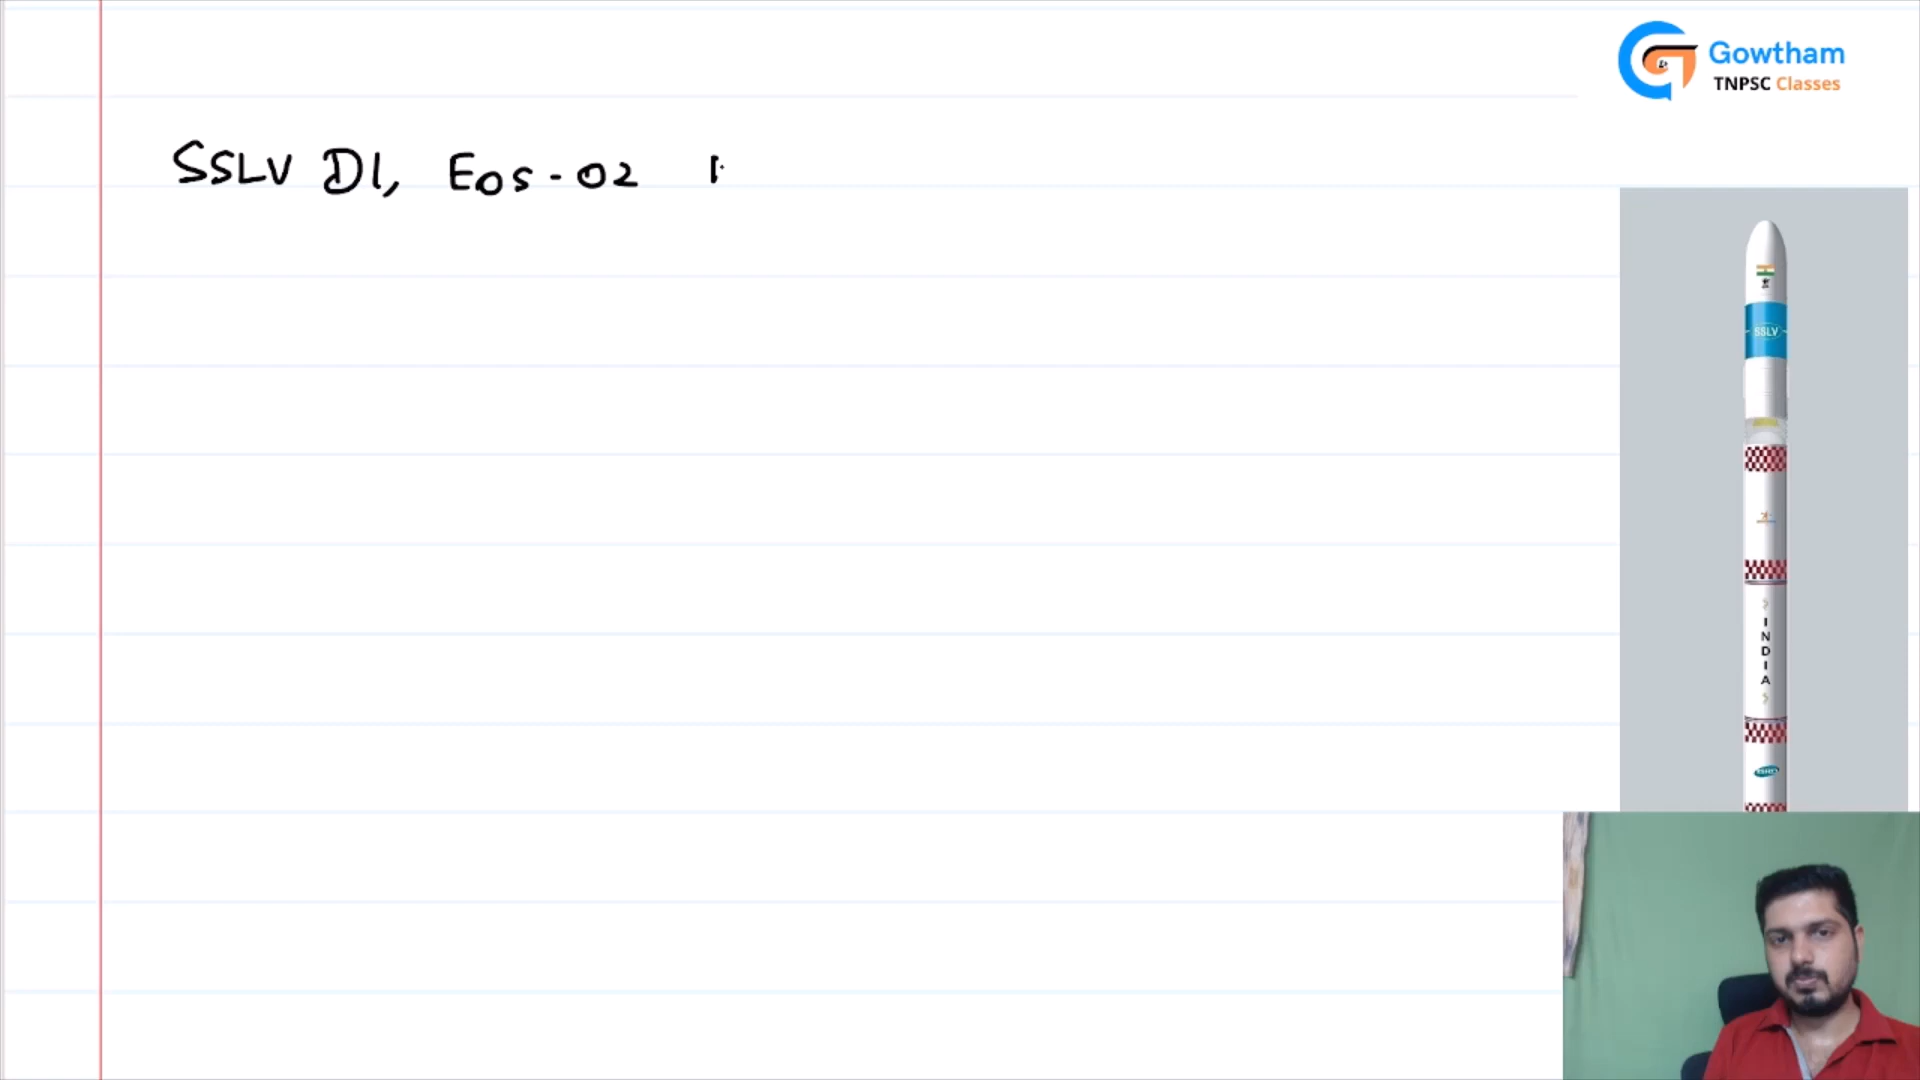 Gowtham
TNPSC Classes
SSLV D1, EOS-02
SSLV
INDIA